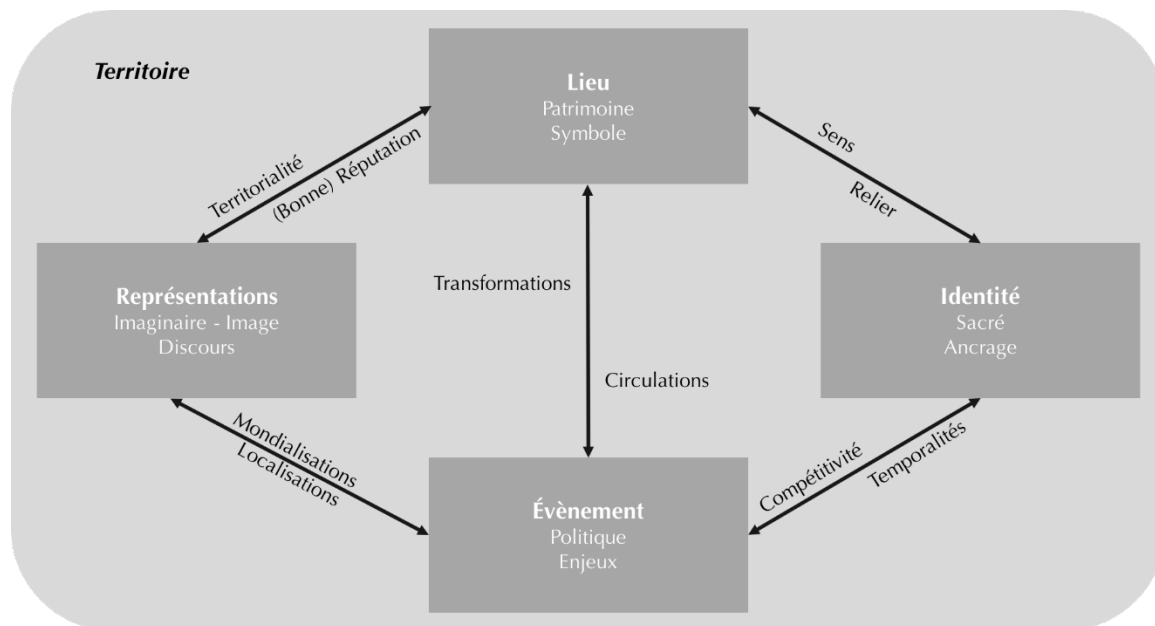 Territoire
Lieu
Patrimoine
Symbole
Territorialité
(Bonne) Réputation
Sens
Relier
Transformations
Circulations
Représentations
Imaginaire - Image
Discours
Identité
Sacré
Ancrage
Mondialisations
Localisations
Compétitivité
Temporalités
Évènement
Politique
Enjeux